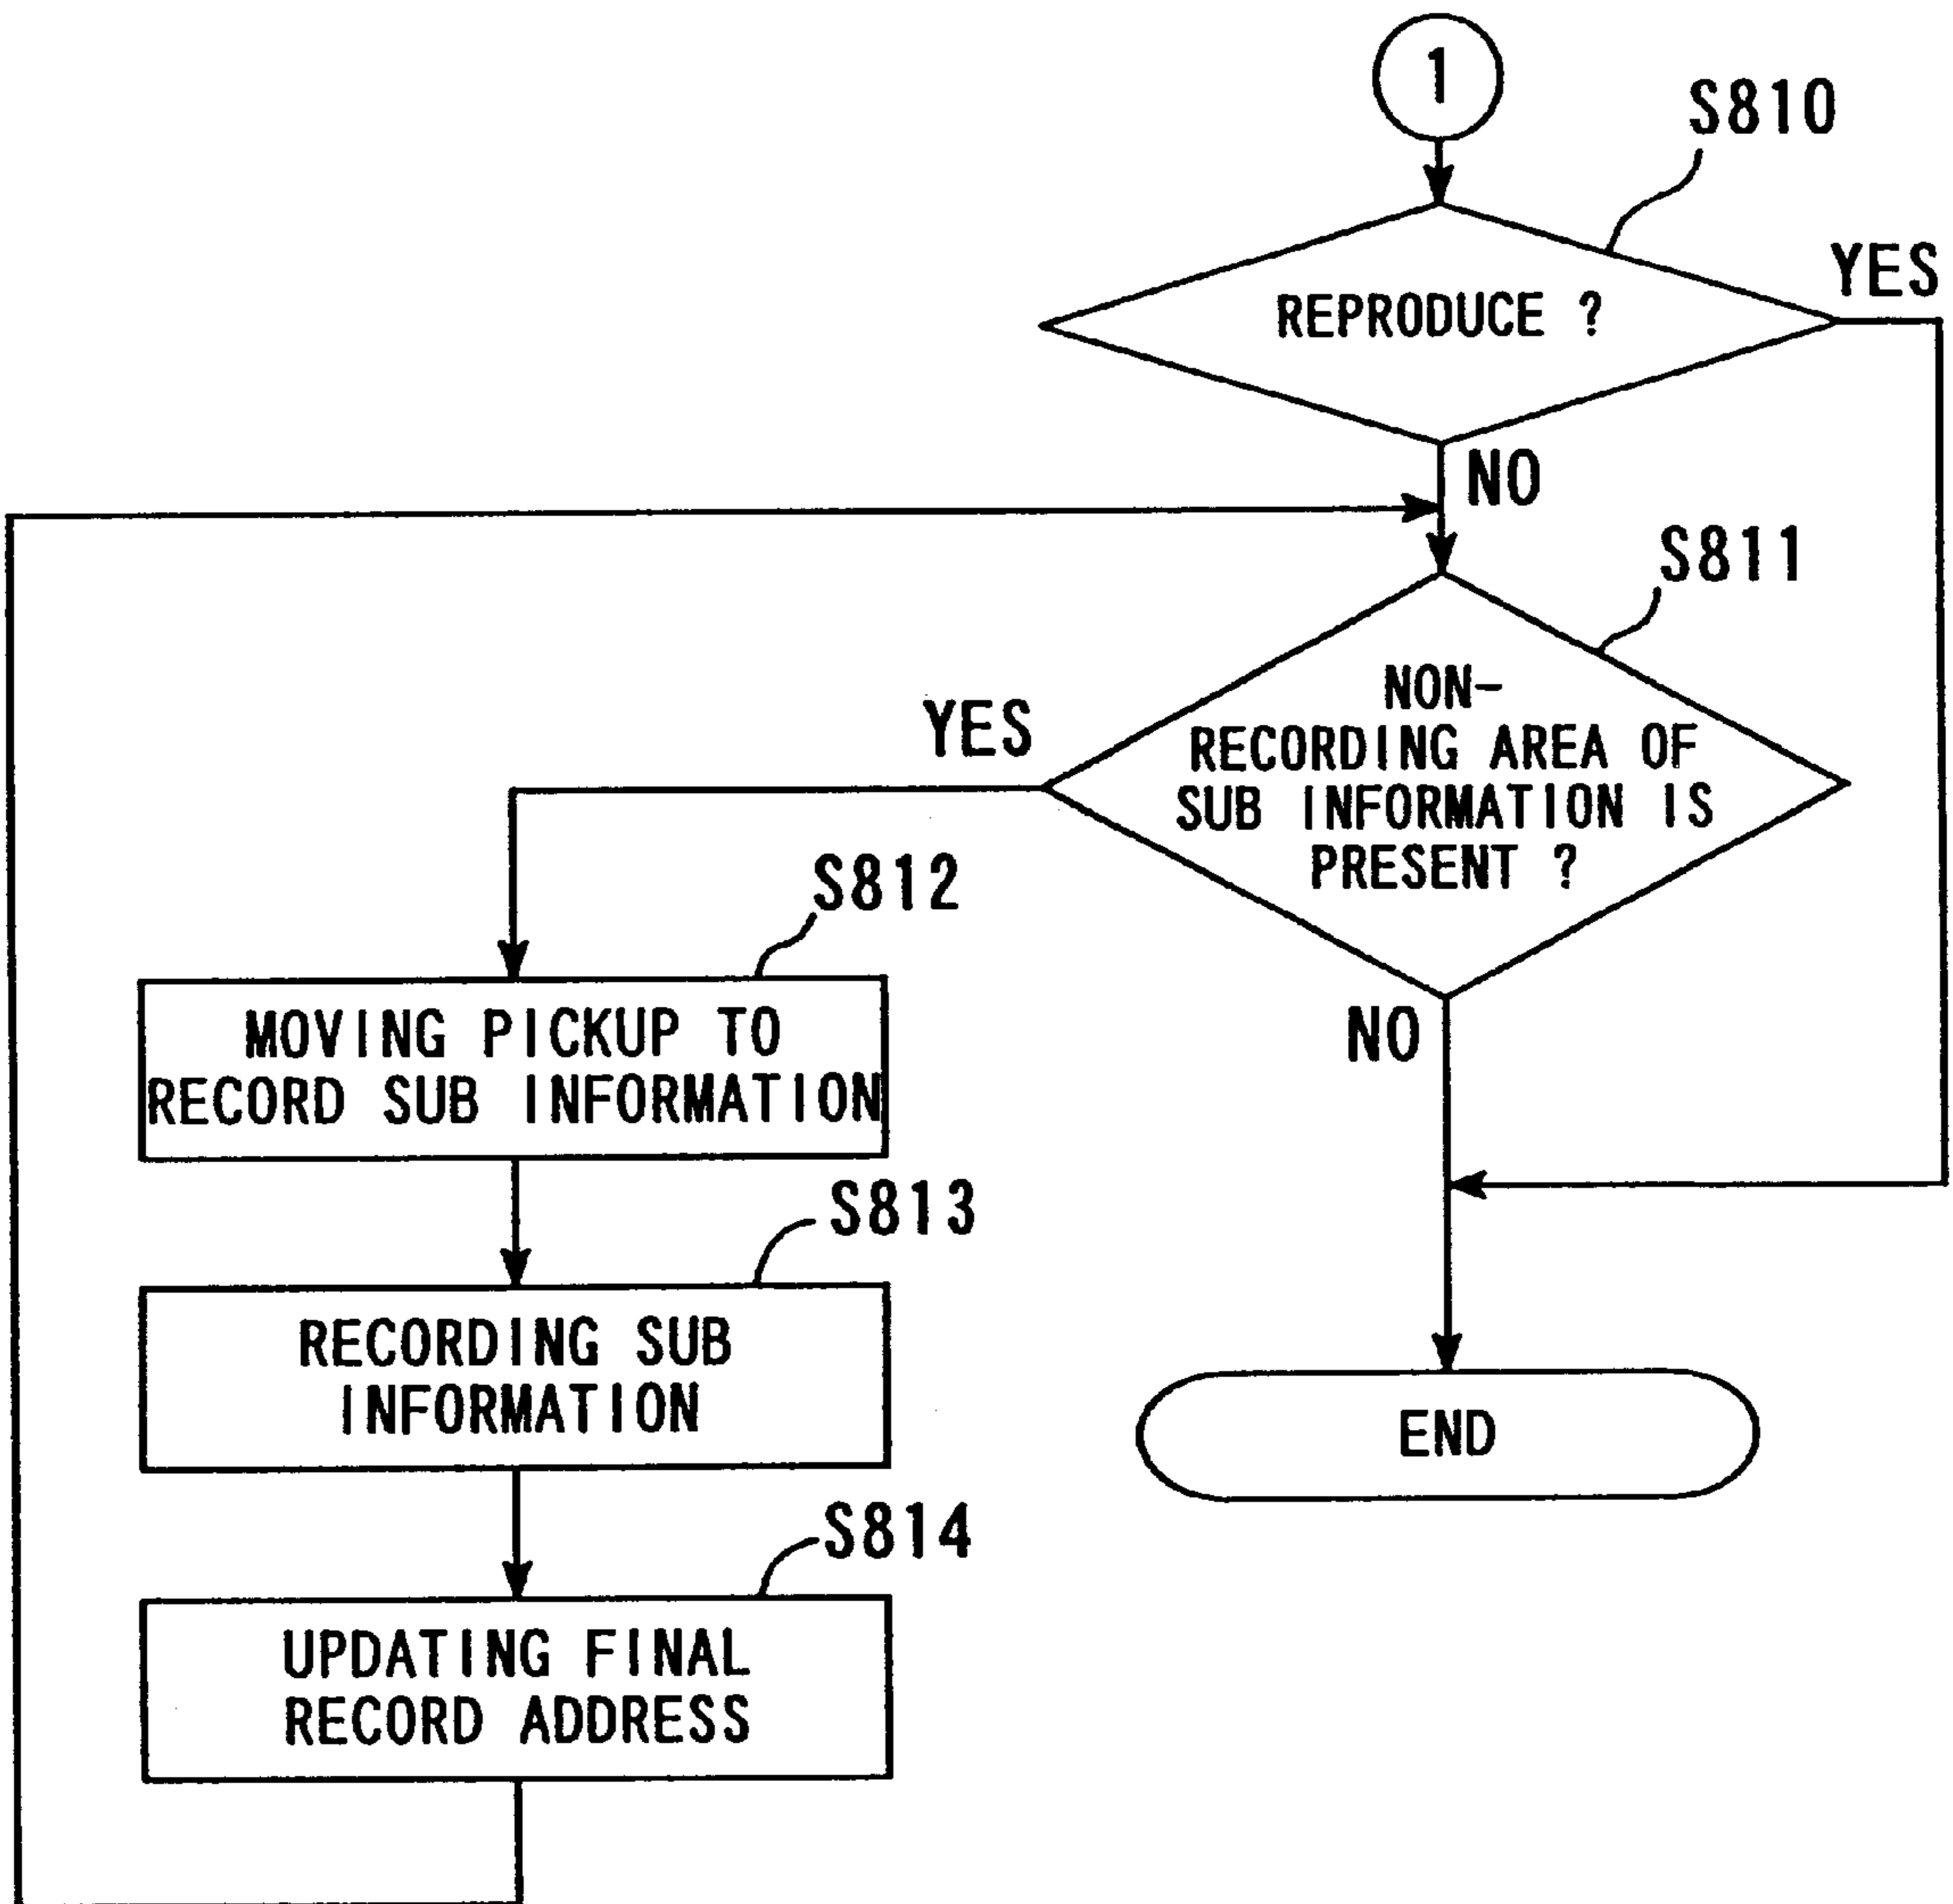 1
S810
YES
REPRODUCE ?
NO
S811
NON-
RECORDING AREA OF
SUB INFORMATION IS
PRESENT ?
YES
NO
S812
MOVING PICKUP TO
RECORD SUB INFORMATION
S813
RECORDING SUB
INFORMATION
END
S814
UPDATING FINAL
RECORD ADDRESS